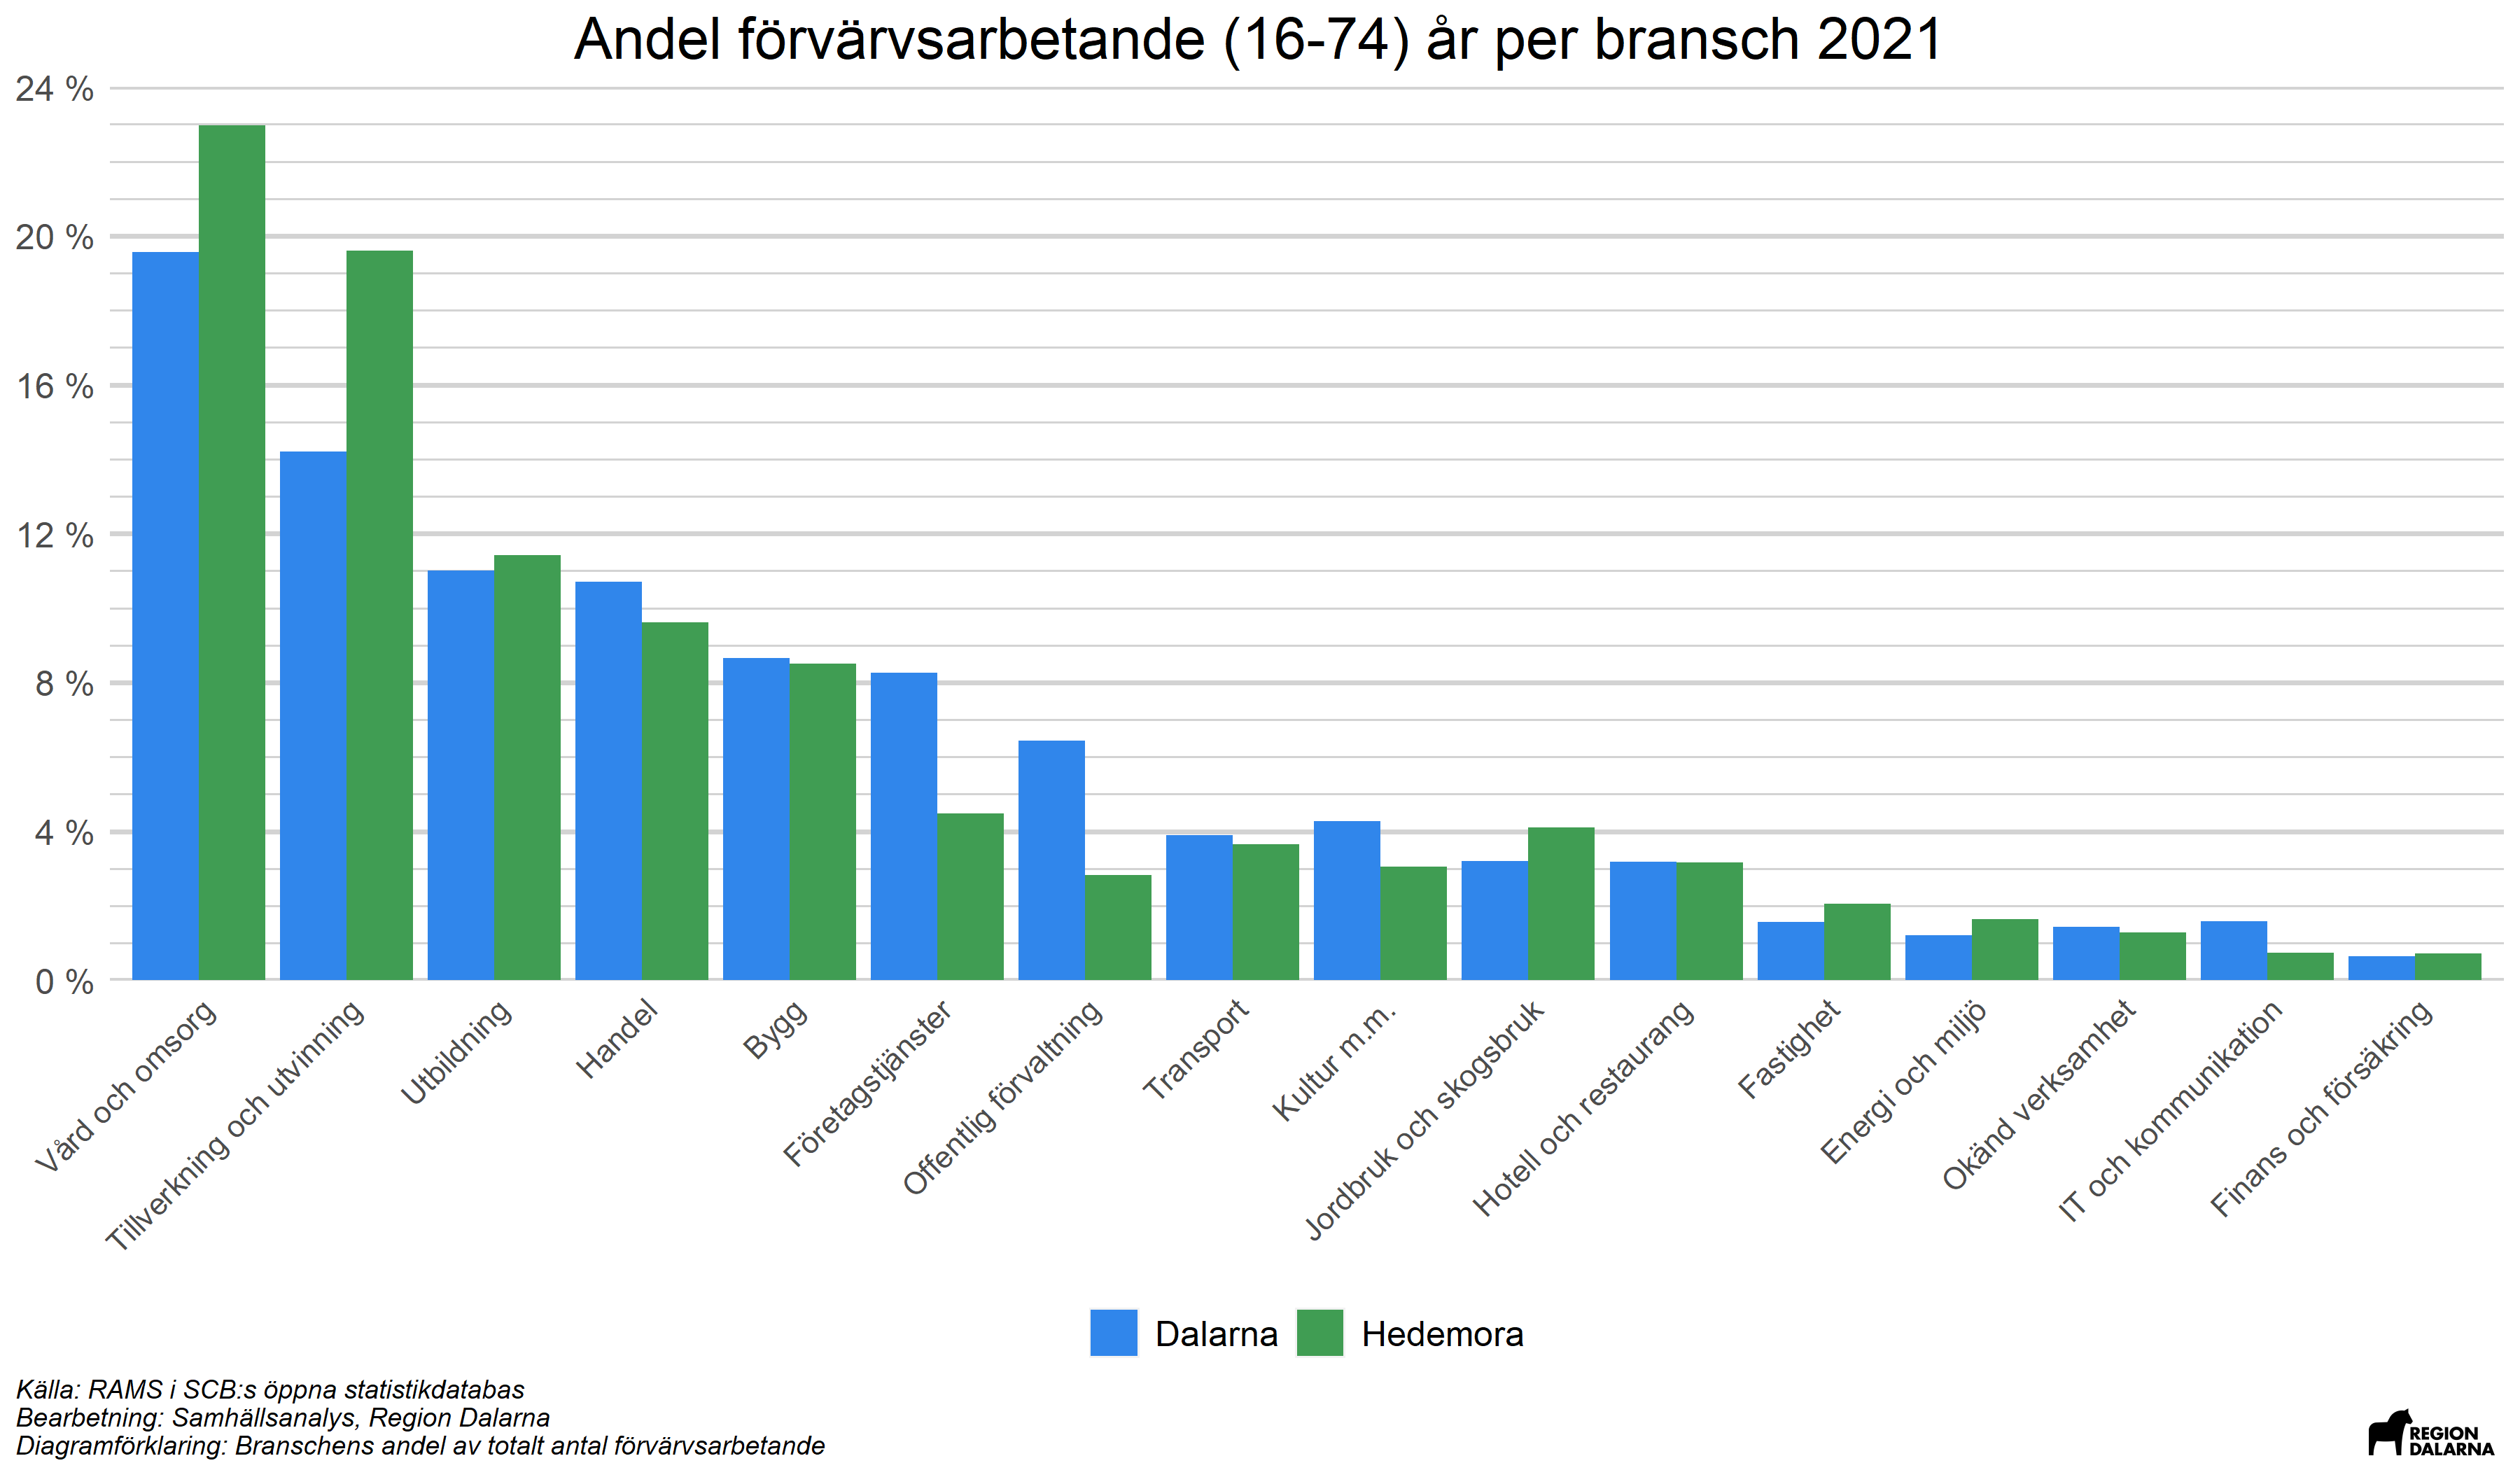 Andel förvärvsarbetande (16-74) år per bransch 2021
24 %
20 %
16 %
12 %
8 %
4 %
0 %
Vård och omsorg
Tillverkning och utvinning
Utbildning
Handel
Bygg
Företagstjänster
Offentlig förvaltning
Transport
Kultur m.m.
Jordbruk och skogsbruk
Hotell och restaurang
Fastighet
Energi och miljö
Okänd verksamhet
IT och kommunikation
Finans och försäkring
Dalarna
Hedemora
Källa: RAMS i SCB:s öppna statistikdatabas
Bearbetning: Samhällsanalys, Region Dalarna
Diagramförklaring: Branschens andel av totalt antal förvärvsarbetande
REGION
DALARNA